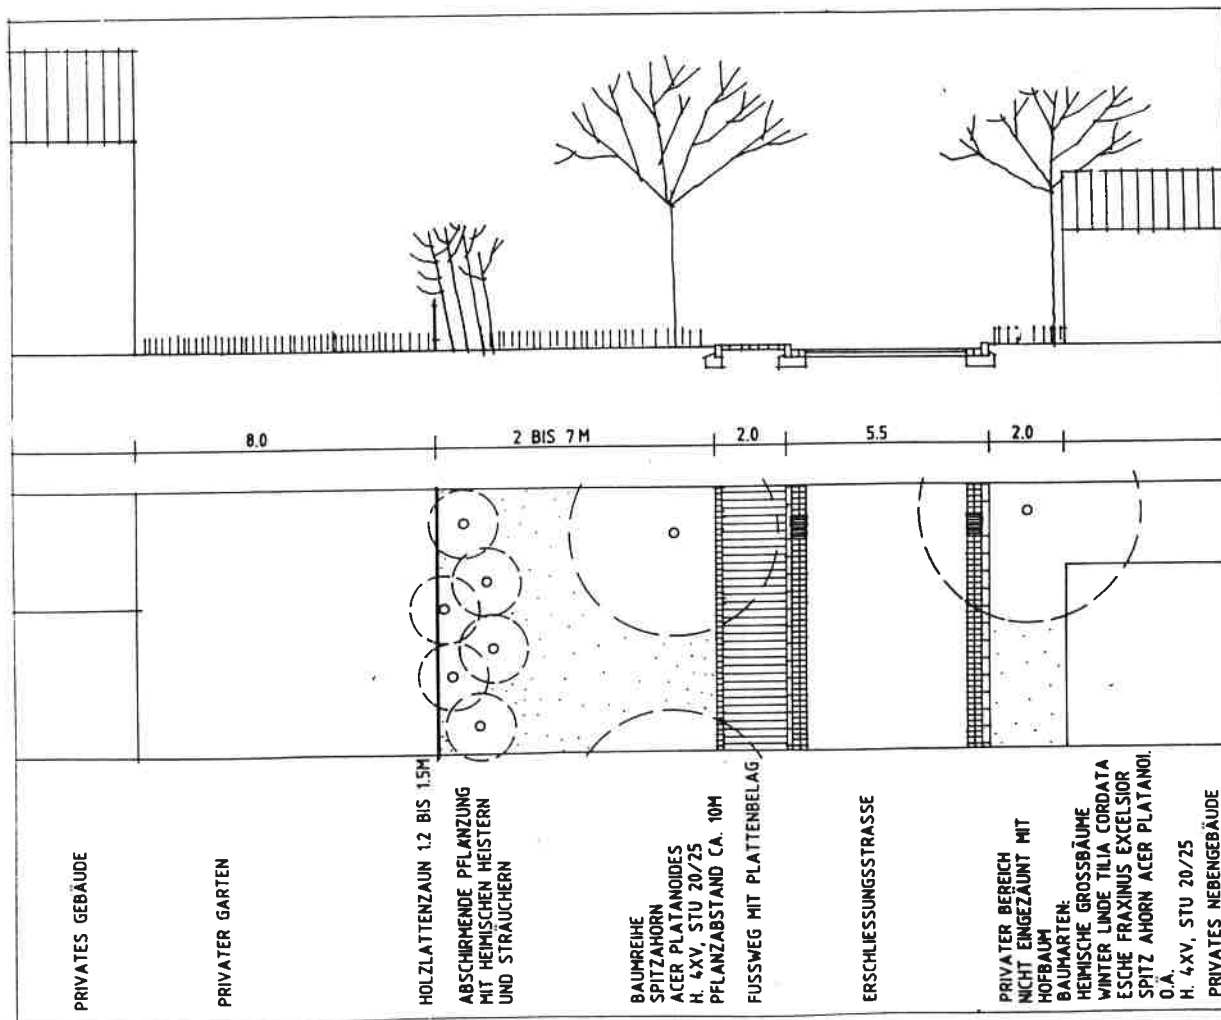 8.0
2 BIS 7 M
2.0
5.5
2.0
PRIVATES GEBÄUDE
PRIVATER GARTEN
HOLZLATTENZAUN 1.2 BIS 1.5M
ABSCHIRMENDE PFLANZUNG
MIT HEIMISCHEN HEISTERN
UND STRÄUCHERN
BAUMREIHE
SPITZAHORN
ACER PLATANOIDES
H. 4XV, STU 20/25
PFLANZABSTAND CA. 10M
FUSSWEG MIT PLATTENBELAG
ERSCHLIESSUNGSSTRASSE
PRIVATER BEREICH
NICHT EINGEZÄUNT MIT
HOFBAUM
BAUMARTEN:
HEIMISCHE GROSSBÄUME
WINTER LINDE TILIA CORDATA
ESCHE FRAXINUS EXCELSIOR
SPITZ AHORN ACER PLATANOI.
O.Ä.
H. 4XV, STU 20/25
PRIVATES NEBENGEBÄUDE